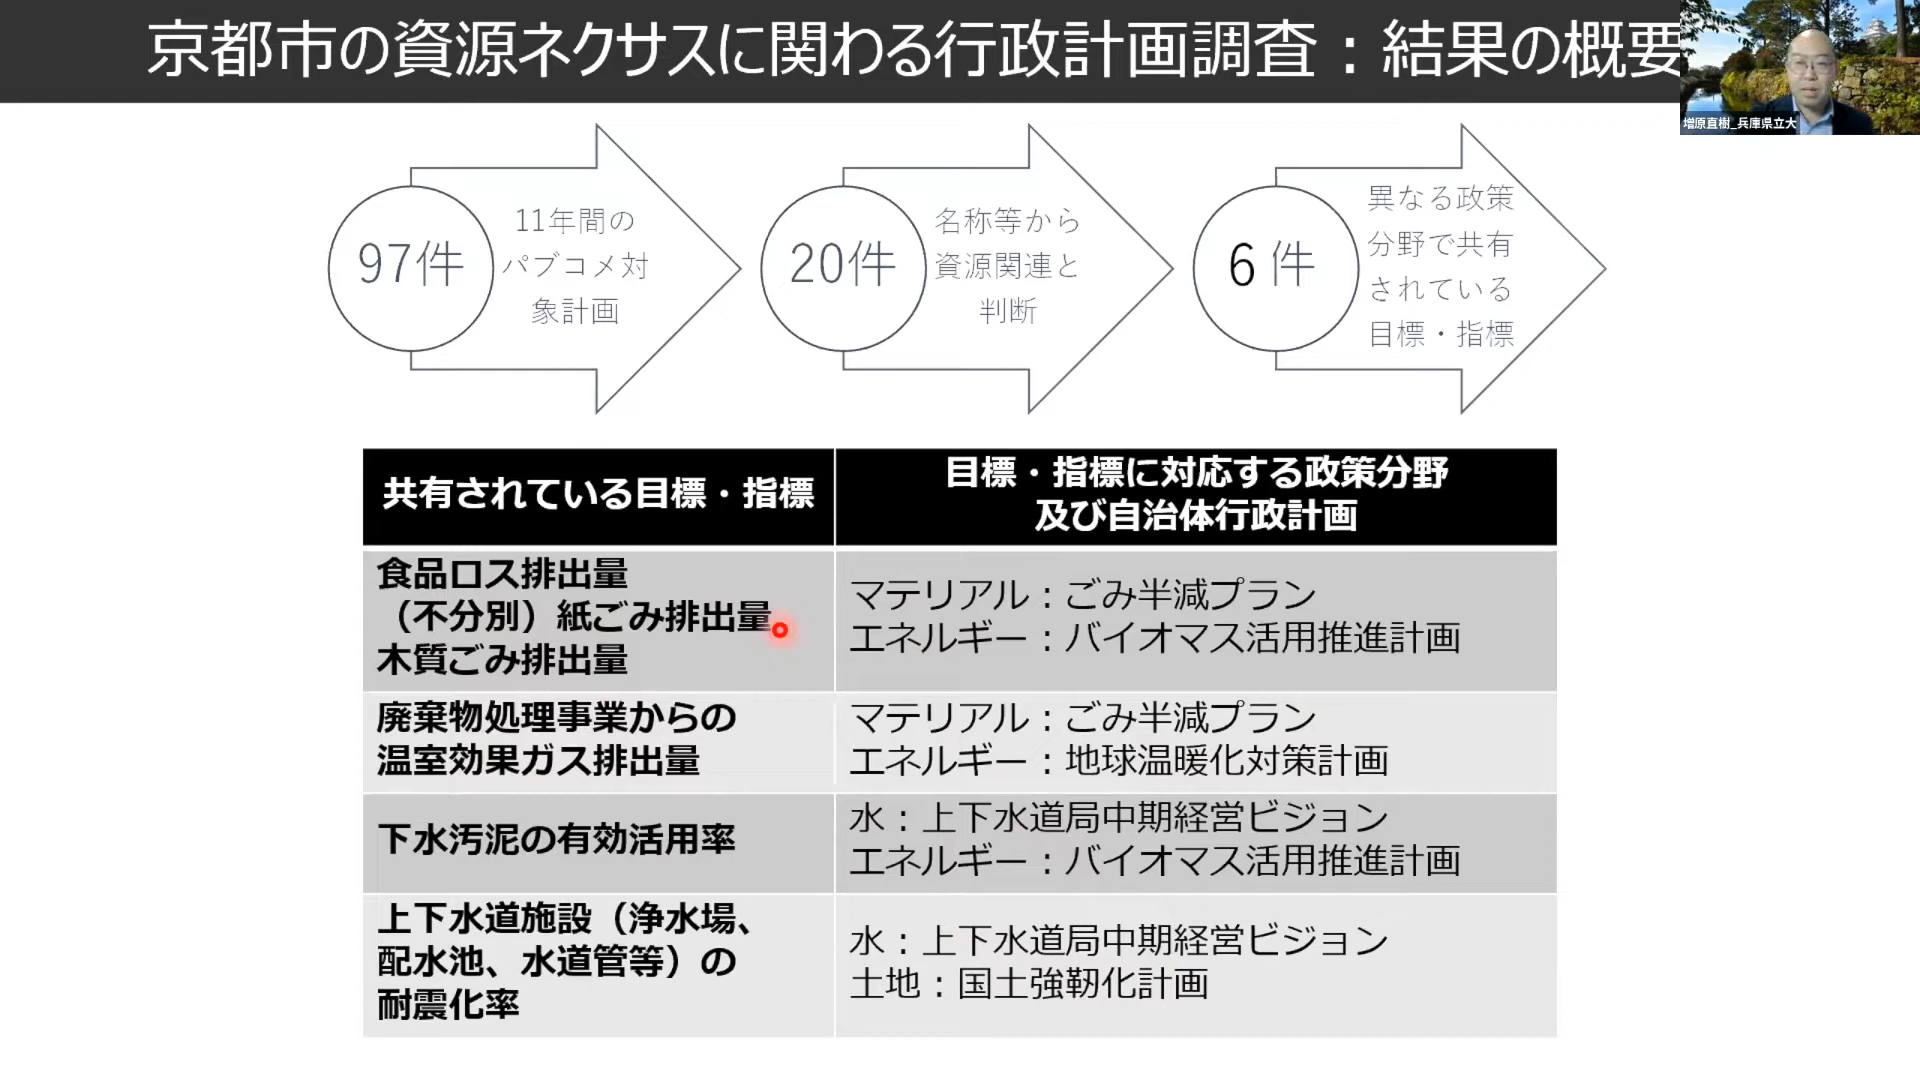 京都市の資源ネクサスに関わる行政計画調査：結果の概要
増原直樹_兵庫県立大
97件
11年間の
パブコメ対
象計画
20件
名称等から
資源関連と
判断
6 件
異なる政策
分野で共有
されている
目標・指標
共有されている目標・指標
目標・指標に対応する政策分野
及び自治体行政計画
食品ロス排出量
（不分別）紙ごみ排出量
木質ごみ排出量
マテリアル：ごみ半減プラン
エネルギー：バイオマス活用推進計画
廃棄物処理事業からの
温室効果ガス排出量
マテリアル：ごみ半減プラン
エネルギー：地球温暖化対策計画
下水汚泥の有効活用率
水：上下水道局中期経営ビジョン
エネルギー：バイオマス活用推進計画
上下水道施設（浄水場、
配水池、水道管等）の
耐震化率
水：上下水道局中期経営ビジョン
土地：国土強靭化計画